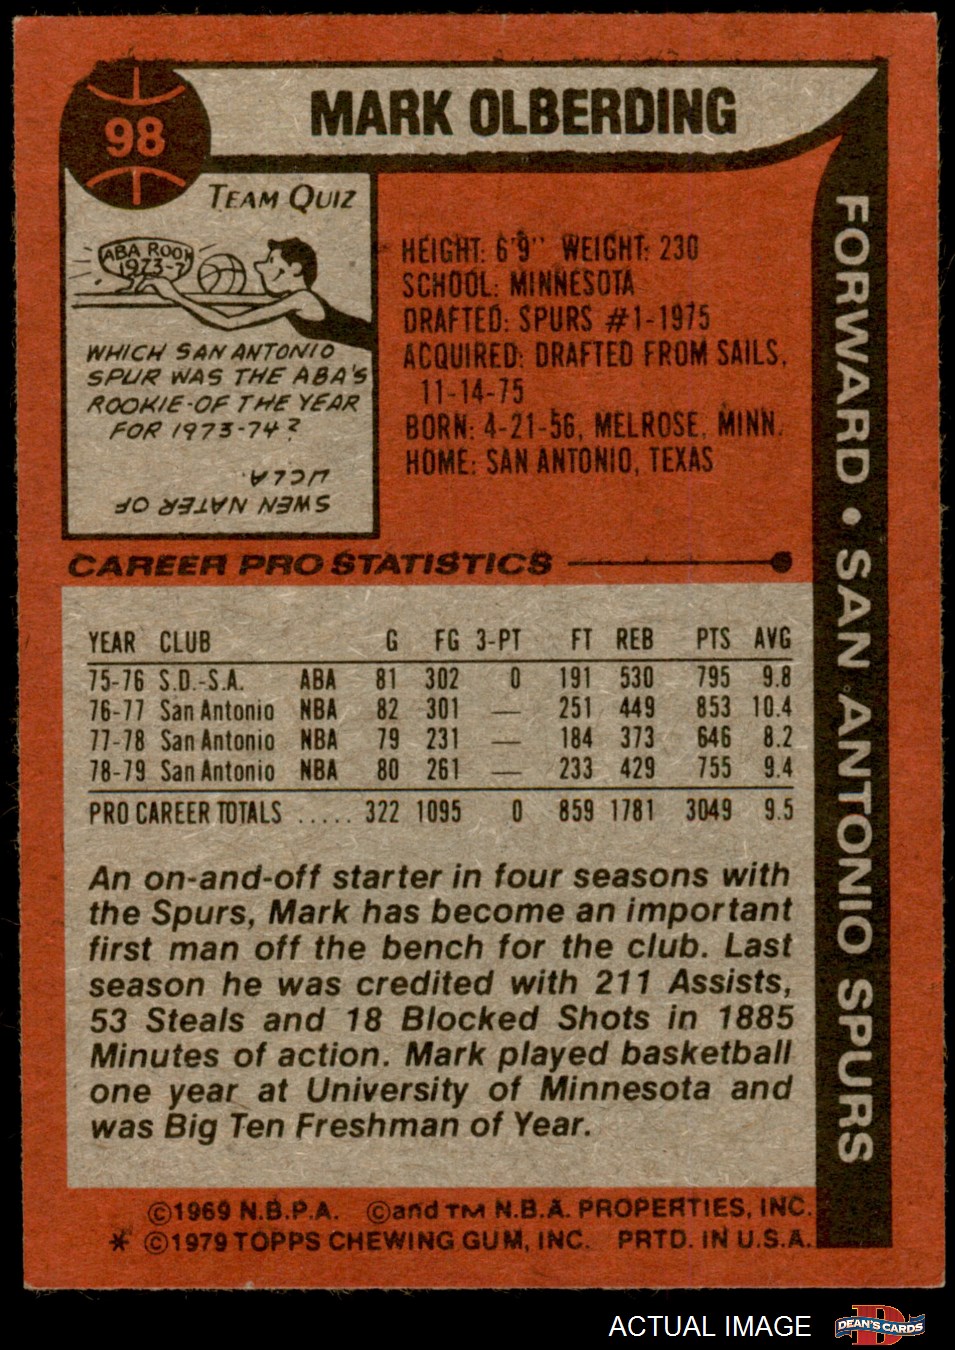 98
MARK OLBERDING
TEAM QUIZ
ABA ROOK
1973-7
WHICH SAN ANTONIO
SPUR WAS THE ABA'S
ROOKIE-OF THE YEAR
FOR 1973-74?
SWEN NATER OF
UCLA
HEIGHT: 6'9" WEIGHT: 230
SCHOOL: MINNESOTA
DRAFTED: SPURS #1-1975
ACQUIRED: DRAFTED FROM SAILS,
11-14-75
BORN: 4-21-56, MELROSE, MINN.
HOME: SAN ANTONIO, TEXAS
FORWARD • SAN ANTONIO SPURS
CAREER PRO STATISTICS
YEAR CLUB G FG 3-PT FT REB PTS AVG
75-76 S.D.-S.A. ABA 81 302 0 191 530 795 9.8
76-77 San Antonio NBA 82 301 — 251 449 853 10.4
77-78 San Antonio NBA 79 231 — 184 373 646 8.2
78-79 San Antonio NBA 80 261 — 233 429 755 9.4
PRO CAREER TOTALS ..... 322 1095 0 859 1781 3049 9.5
An on-and-off starter in four seasons with
the Spurs, Mark has become an important
first man off the bench for the club. Last
season he was credited with 211 Assists,
53 Steals and 18 Blocked Shots in 1885
Minutes of action. Mark played basketball
one year at University of Minnesota and
was Big Ten Freshman of Year.
©1969 N.B.P.A. ©and TM N.B.A. PROPERTIES, INC.
* ©1979 TOPPS CHEWING GUM, INC. PRTD. IN U.S.A.
ACTUAL IMAGE
DEAN'S CARDS